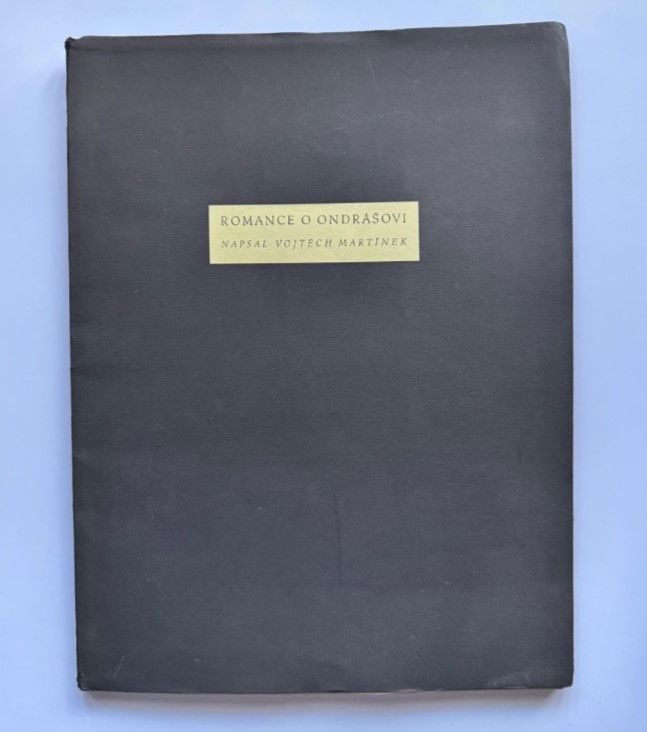 ROMANCE O ONDRÁŠOVI
NAPSAL VOJTĚCH MARTÍNEK